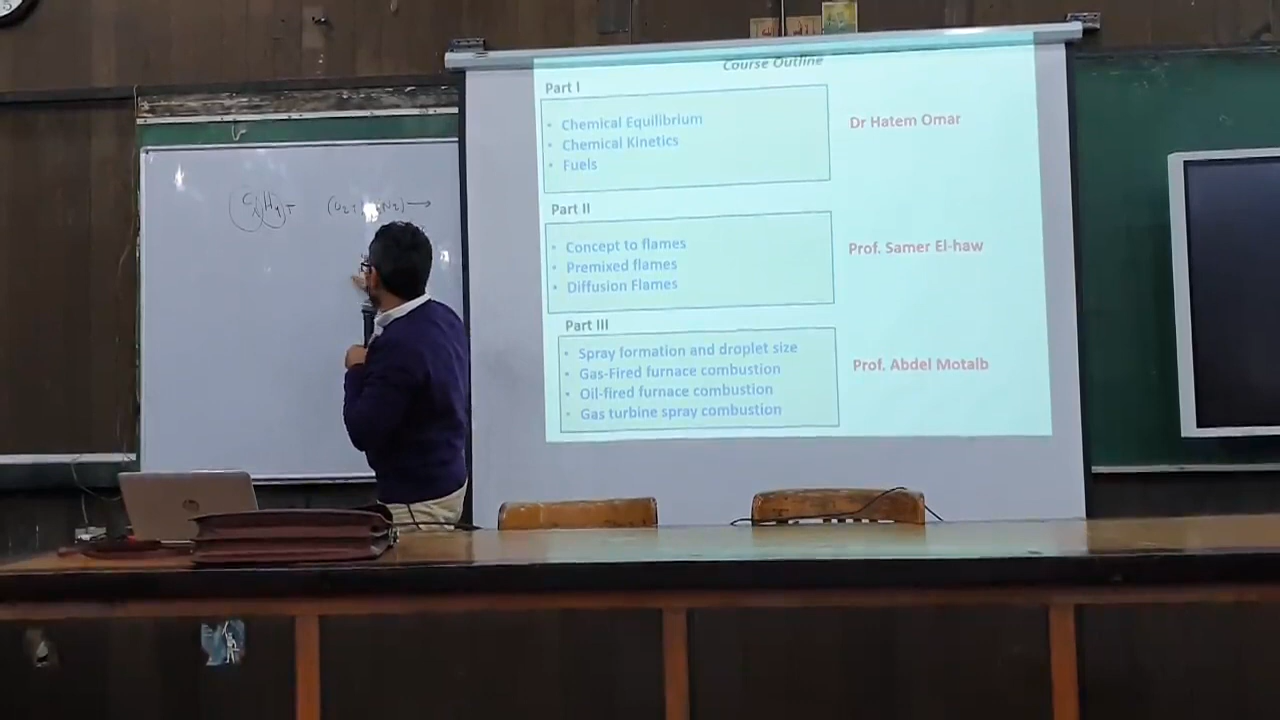 Course Outline
Part I
• Chemical Equilibrium
• Chemical Kinetics
• Fuels
Dr Hatem Omar
Part II
• Concept to flames
• Premixed flames
• Diffusion Flames
Prof. Samer El-haw
Part III
• Spray formation and droplet size
• Gas-Fired furnace combustion
• Oil-fired furnace combustion
• Gas turbine spray combustion
Prof. Abdel Motalb